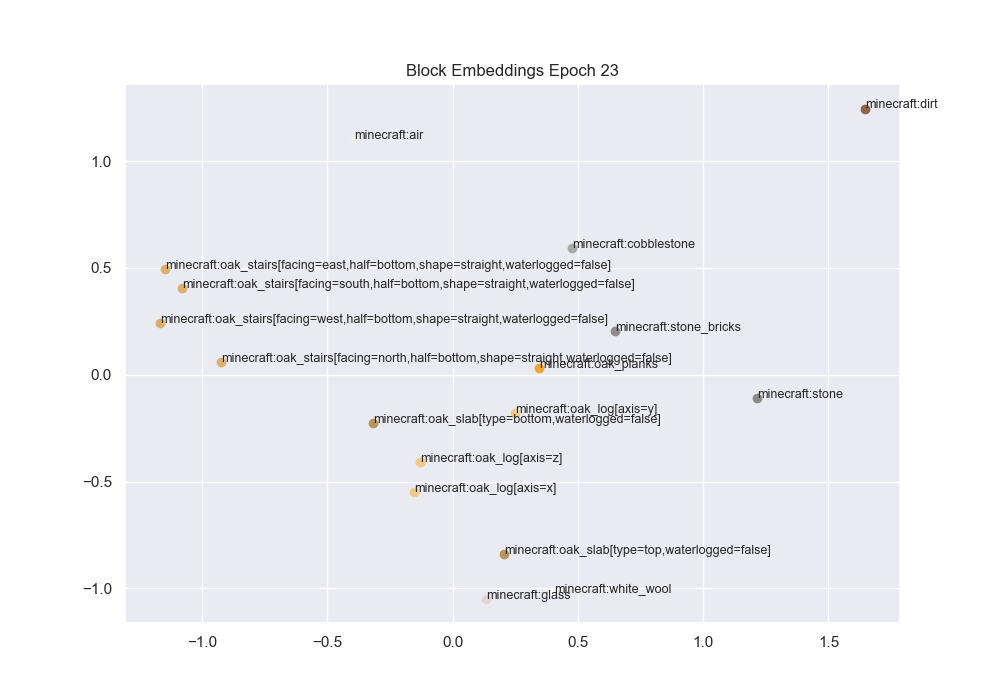 Block Embeddings Epoch 23
minecraft:dirt
minecraft:air
1.0
minecraft:cobblestone
minecraft:oak_stairs[facing=east,half=bottom,shape=straight,waterlogged=false]
0.5
minecraft:oak_stairs[facing=south,half=bottom,shape=straight,waterlogged=false]
minecraft:oak_stairs[facing=west,half=bottom,shape=straight,waterlogged=false]
minecraft:stone_bricks
minecraft:oak_stairs[facing=north,half=bottom,shape=straight,waterlogged=false]
minecraft:oak_planks
0.0
minecraft:stone
minecraft:oak_log[axis=y]
minecraft:oak_slab[type=bottom,waterlogged=false]
minecraft:oak_log[axis=z]
−0.5
minecraft:oak_log[axis=x]
minecraft:oak_slab[type=top,waterlogged=false]
−1.0
minecraft:white_wool
minecraft:glass
−1.0 −0.5 0.0 0.5 1.0 1.5